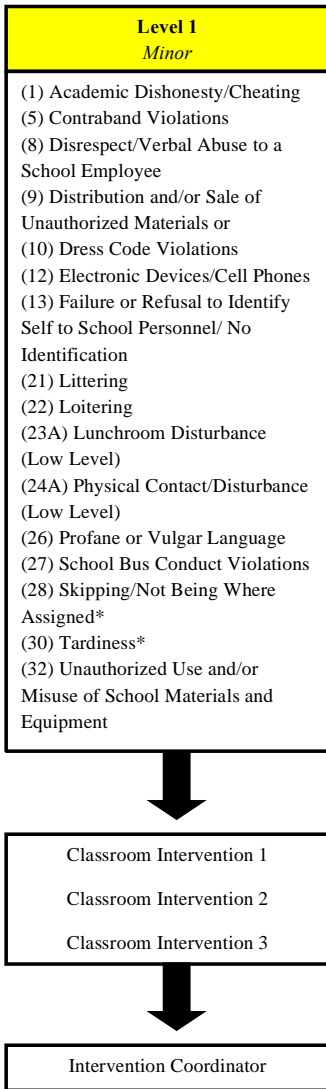 Level 1
Minor
(1) Academic Dishonesty/Cheating
(5) Contraband Violations
(8) Disrespect/Verbal Abuse to a
School Employee
(9) Distribution and/or Sale of
Unauthorized Materials or
(10) Dress Code Violations
(12) Electronic Devices/Cell Phones
(13) Failure or Refusal to Identify
Self to School Personnel/ No
Identification
(21) Littering
(22) Loitering
(23A) Lunchroom Disturbance
(Low Level)
(24A) Physical Contact/Disturbance
(Low Level)
(26) Profane or Vulgar Language
(27) School Bus Conduct Violations
(28) Skipping/Not Being Where
Assigned*
(30) Tardiness*
(32) Unauthorized Use and/or
Misuse of School Materials and
Equipment
Classroom Intervention 1
Classroom Intervention 2
Classroom Intervention 3
Intervention Coordinator